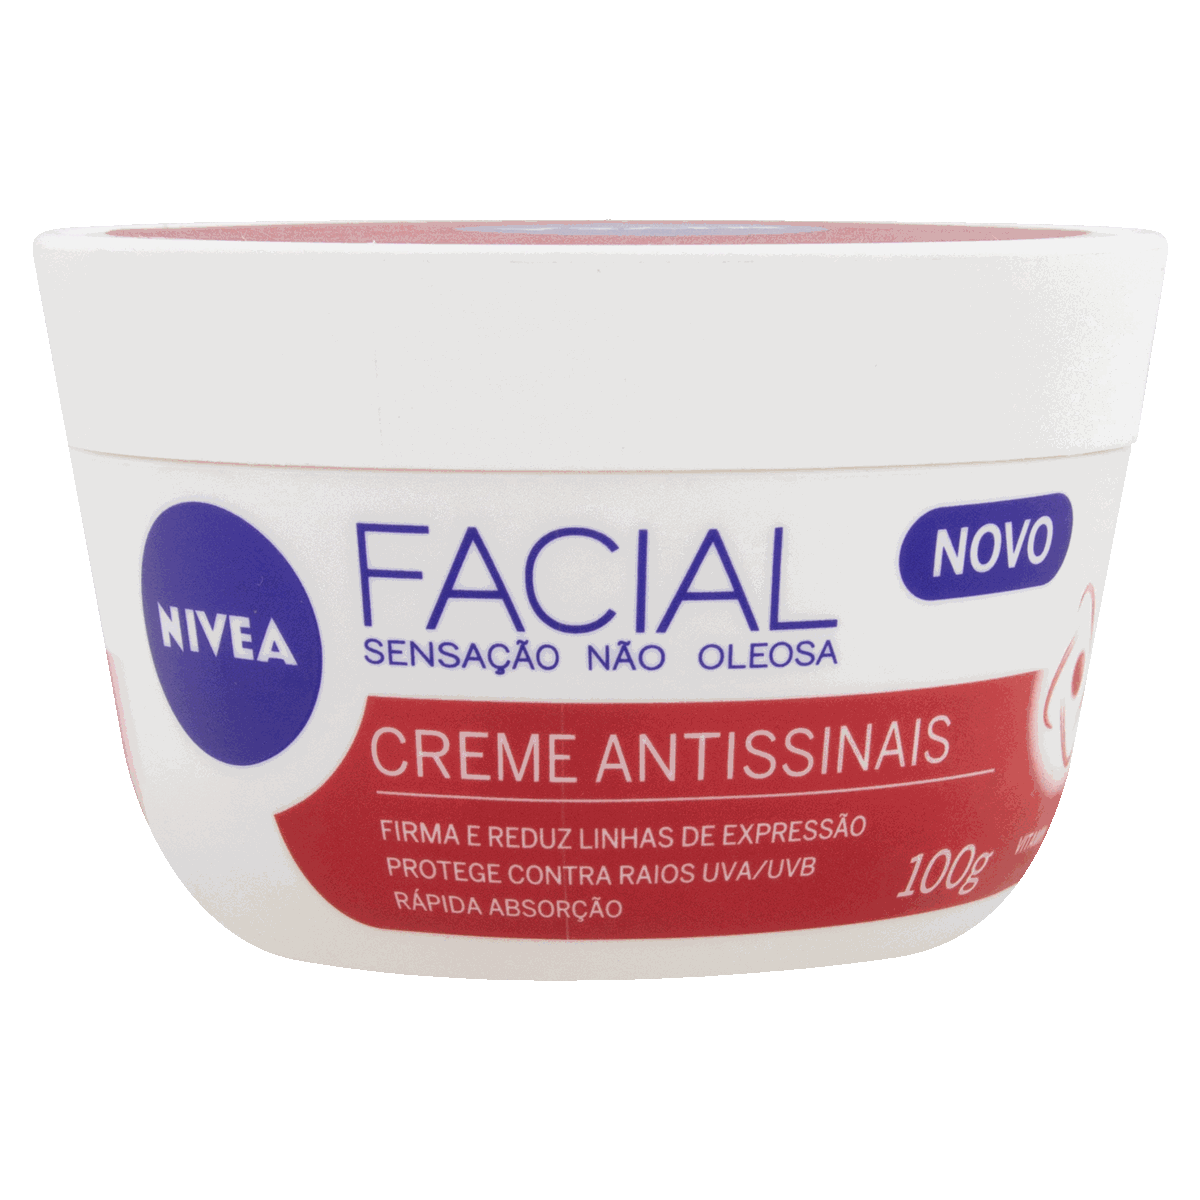 NIVEA
FACIAL
SENSAÇÃO NÃO OLEOSA
NOVO
CREME ANTISSINAIS
FIRMA E REDUZ LINHAS DE EXPRESSÃO
PROTEGE CONTRA RAIOS UVA/UVB
RÁPIDA ABSORÇÃO
100g